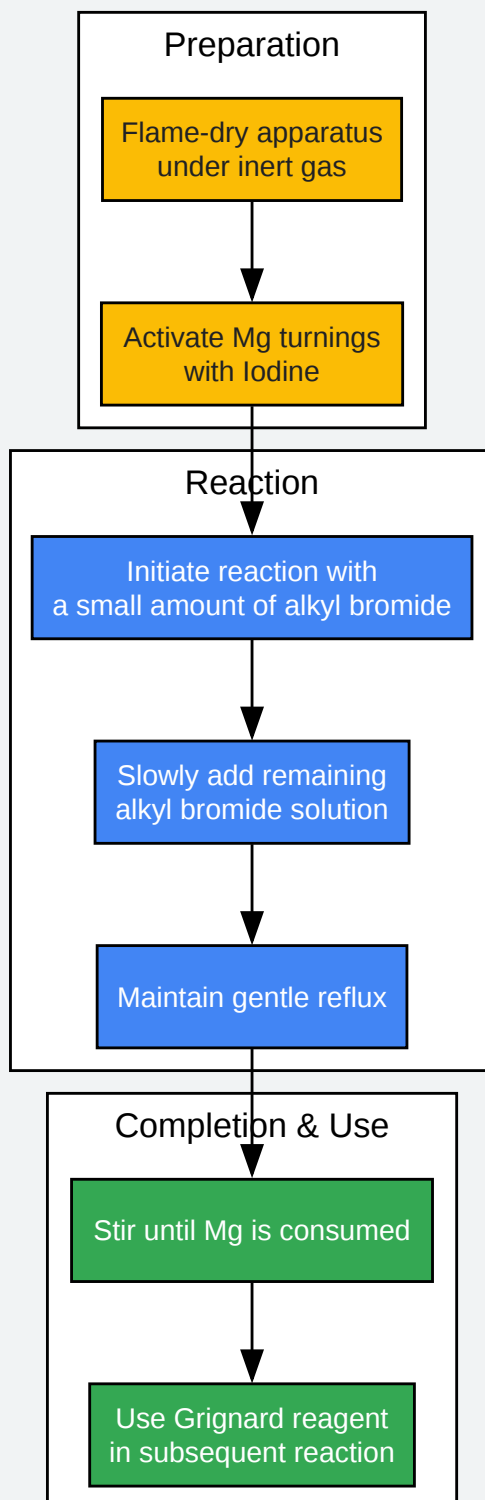 Preparation
Flame-dry apparatus
under inert gas
Activate Mg turnings
with Iodine
Reaction
Initiate reaction with
a small amount of alkyl bromide
Slowly add remaining
alkyl bromide solution
Maintain gentle reflux
Completion & Use
Stir until Mg is consumed
Use Grignard reagent
in subsequent reaction